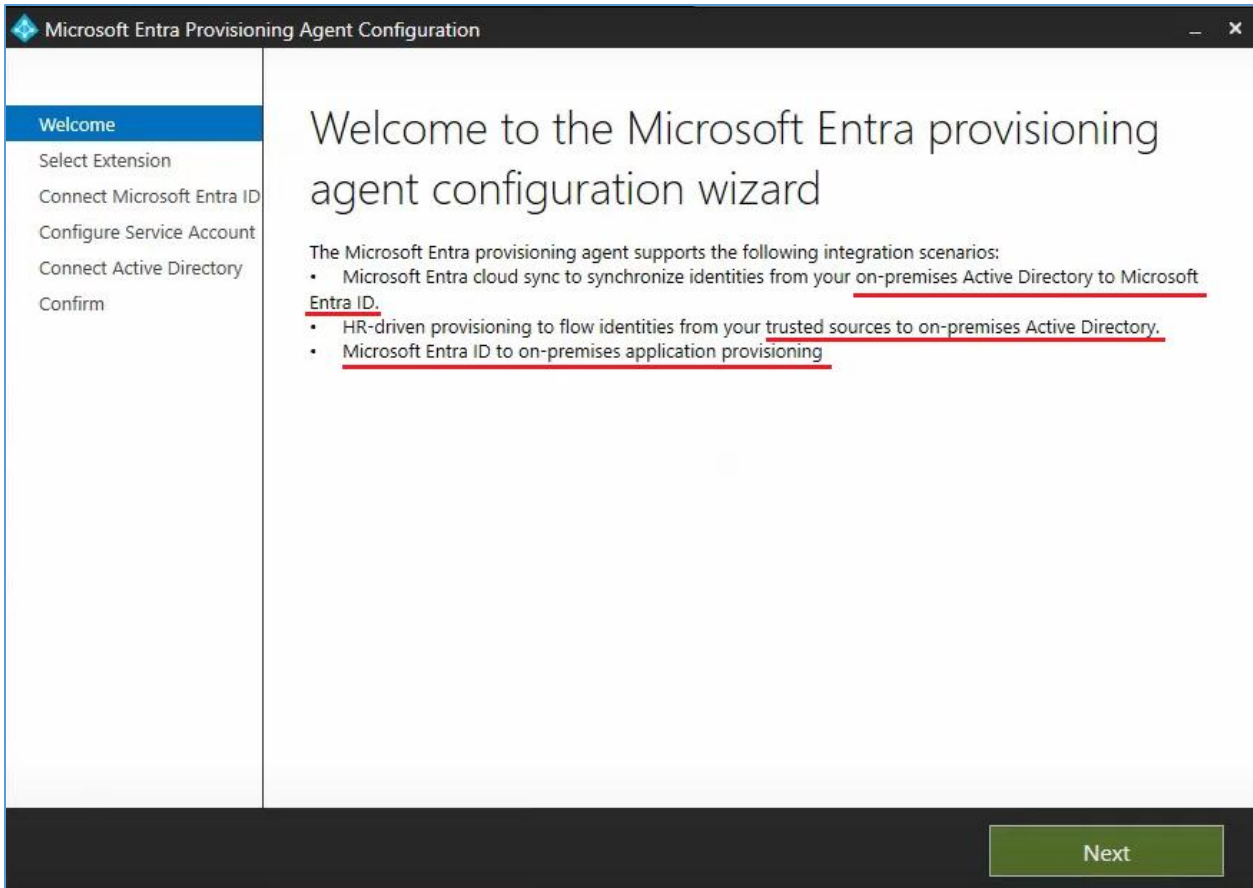 Microsoft Entra Provisioning Agent Configuration
Welcome
Select Extension
Connect Microsoft Entra ID
Configure Service Account
Connect Active Directory
Confirm
Welcome to the Microsoft Entra provisioning
agent configuration wizard
The Microsoft Entra provisioning agent supports the following integration scenarios:
• Microsoft Entra cloud sync to synchronize identities from your on-premises Active Directory to Microsoft
Entra ID.
• HR-driven provisioning to flow identities from your trusted sources to on-premises Active Directory.
• Microsoft Entra ID to on-premises application provisioning
Next